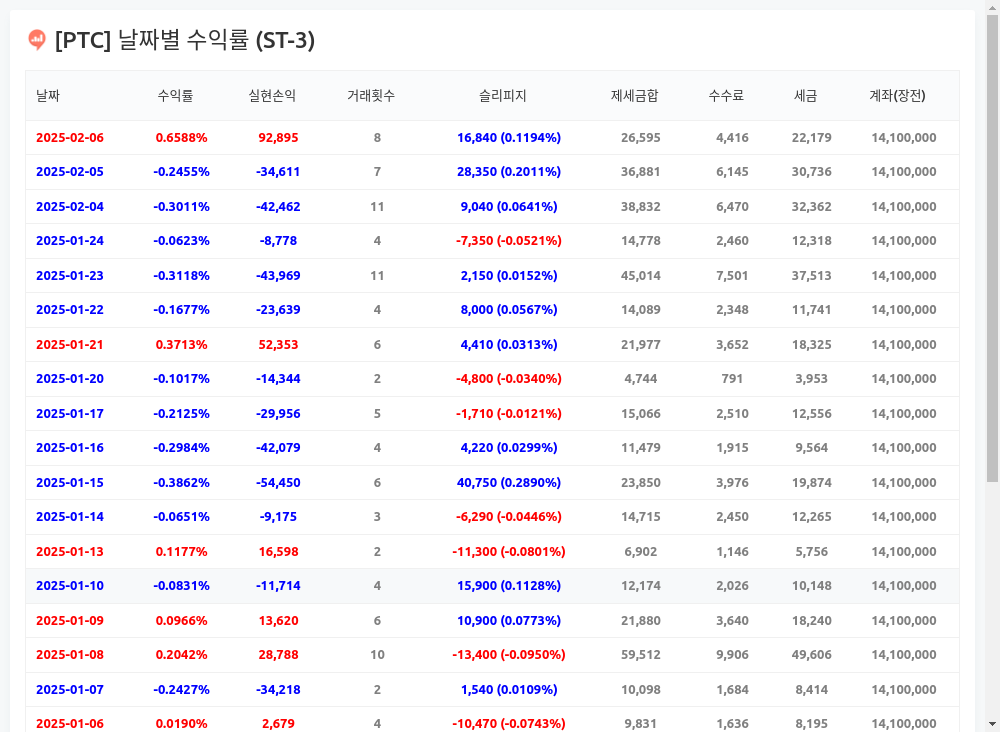 [PTC] 날짜별 수익률 (ST-3)
날짜 수익률 실현손익 거래횟수 슬리피지 제세금합 수수료 세금 계좌(장전)
2025-02-06 0.6588% 92,895 8 16,840 (0.1194%) 26,595 4,416 22,179 14,100,000
2025-02-05 -0.2455% -34,611 7 28,350 (0.2011%) 36,881 6,145 30,736 14,100,000
2025-02-04 -0.3011% -42,462 11 9,040 (0.0641%) 38,832 6,470 32,362 14,100,000
2025-01-24 -0.0623% -8,778 4 -7,350 (-0.0521%) 14,778 2,460 12,318 14,100,000
2025-01-23 -0.3118% -43,969 11 2,150 (0.0152%) 45,014 7,501 37,513 14,100,000
2025-01-22 -0.1677% -23,639 4 8,000 (0.0567%) 14,089 2,348 11,741 14,100,000
2025-01-21 0.3713% 52,353 6 4,410 (0.0313%) 21,977 3,652 18,325 14,100,000
2025-01-20 -0.1017% -14,344 2 -4,800 (-0.0340%) 4,744 791 3,953 14,100,000
2025-01-17 -0.2125% -29,956 5 -1,710 (-0.0121%) 15,066 2,510 12,556 14,100,000
2025-01-16 -0.2984% -42,079 4 4,220 (0.0299%) 11,479 1,915 9,564 14,100,000
2025-01-15 -0.3862% -54,450 6 40,750 (0.2890%) 23,850 3,976 19,874 14,100,000
2025-01-14 -0.0651% -9,175 3 -6,290 (-0.0446%) 14,715 2,450 12,265 14,100,000
2025-01-13 0.1177% 16,598 2 -11,300 (-0.0801%) 6,902 1,146 5,756 14,100,000
2025-01-10 -0.0831% -11,714 4 15,900 (0.1128%) 12,174 2,026 10,148 14,100,000
2025-01-09 0.0966% 13,620 6 10,900 (0.0773%) 21,880 3,640 18,240 14,100,000
2025-01-08 0.2042% 28,788 10 -13,400 (-0.0950%) 59,512 9,906 49,606 14,100,000
2025-01-07 -0.2427% -34,218 2 1,540 (0.0109%) 10,098 1,684 8,414 14,100,000
2025-01-06 0.0190% 2,679 4 -10,470 (-0.0743%) 9,831 1,636 8,195 14,100,000